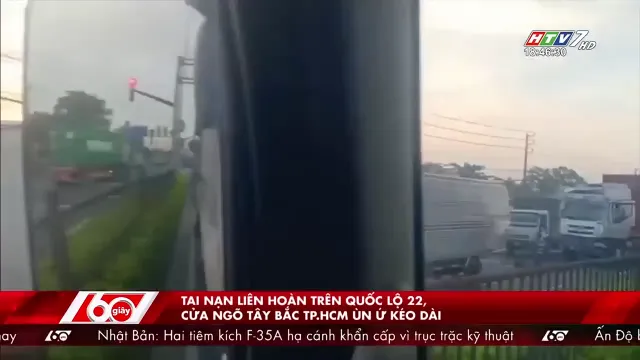 HTV7 HD
18:46:30
60 giây
TAI NẠN LIÊN HOÀN TRÊN QUỐC LỘ 22,
CỬA NGÕ TÂY BẮC TP.HCM ÙN Ứ KÉO DÀI
60 Nhật Bản: Hai tiêm kích F-35A hạ cánh khẩn cấp vì trục trặc kỹ thuật 60 Ấn Độ